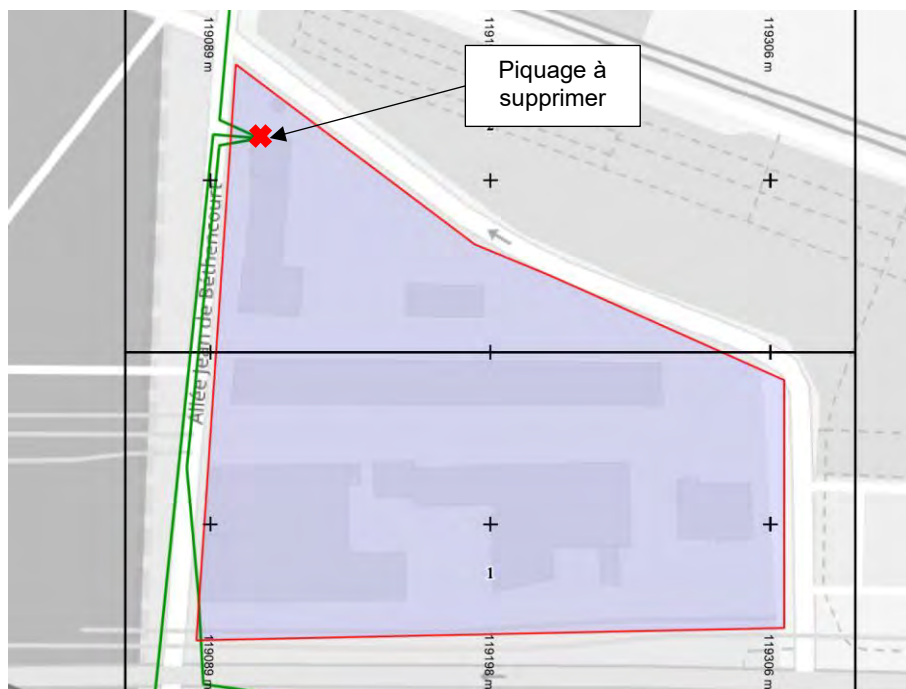 119089 m
119306 m
Piquage à
supprimer
Allée Jean de Béthencourt
1
119089 m
119198 m
119306 m